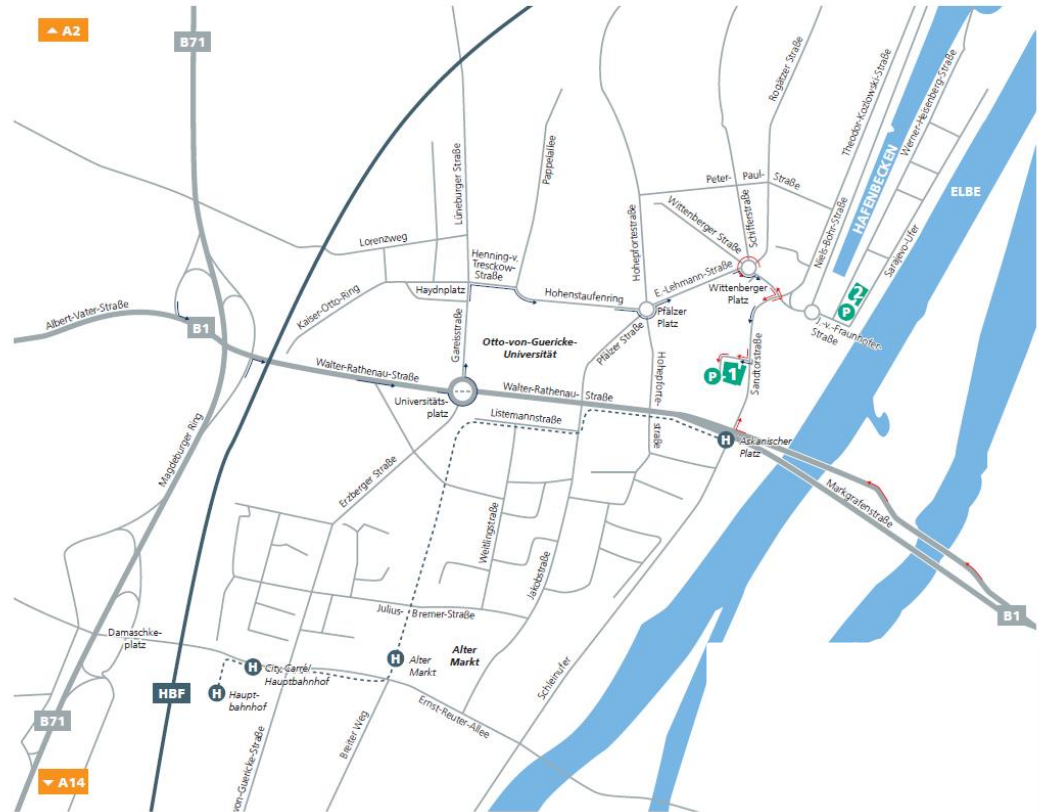 A2
B71
Rogätzer Straße
Theodor-Kozlowski-Straße
Werner-Heisenberg-Straße
HAFENBECKEN
ELBE
Lüneburger Straße
Pappelallee
Peter-
Paul-
Straße
Hohepfortestraße
Wittenberger Straße
Schifferstraße
Niels-Bohr-Straße
Sarajevo-Ufer
Lorenzweg
Henning-v.
Tresckow-
Straße
Haydnplatz
Hohenstaufenring
E.-Lehmann-Straße
Wittenberger
Platz
Kaiser-Otto-Ring
Albert-Vater-Straße
B1
Pfälzer
Platz
2
P
J.-v.-Fraunhofer-
Straße
Gareisstraße
Otto-von-Guericke-
Universität
Pfälzer Straße
Hohepforte-
straße
Sandtorstraße
P
1
Walter-Rathenau-Straße
Walter-Rathenau-
Straße
Universitäts-
platz
Listemannstraße
H
Askanischer
Platz
Magdeburger Ring
Erzberger Straße
Markgrafenstraße
Weitlingstraße
Jakobstraße
B1
Julius-
Bremer-Straße
Damaschke-
platz
H
City Carré/
Hauptbahnhof
H
Alter
Markt
Alter
Markt
Schleinufer
HBF
H
Haupt-
bahnhof
B71
Breiter Weg
Ernst-Reuter-Allee
von-Guericke-Straße
A14